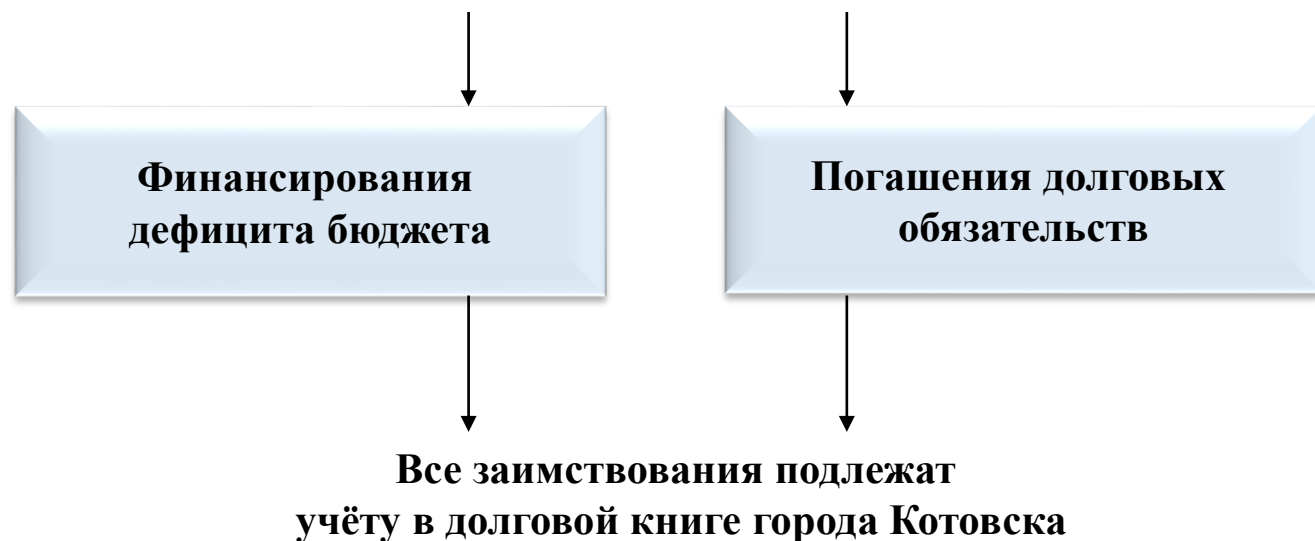 Финансирования
дефицита бюджета
Погашения долговых
обязательств
Все заимствования подлежат
учёту в долговой книге города Котовска